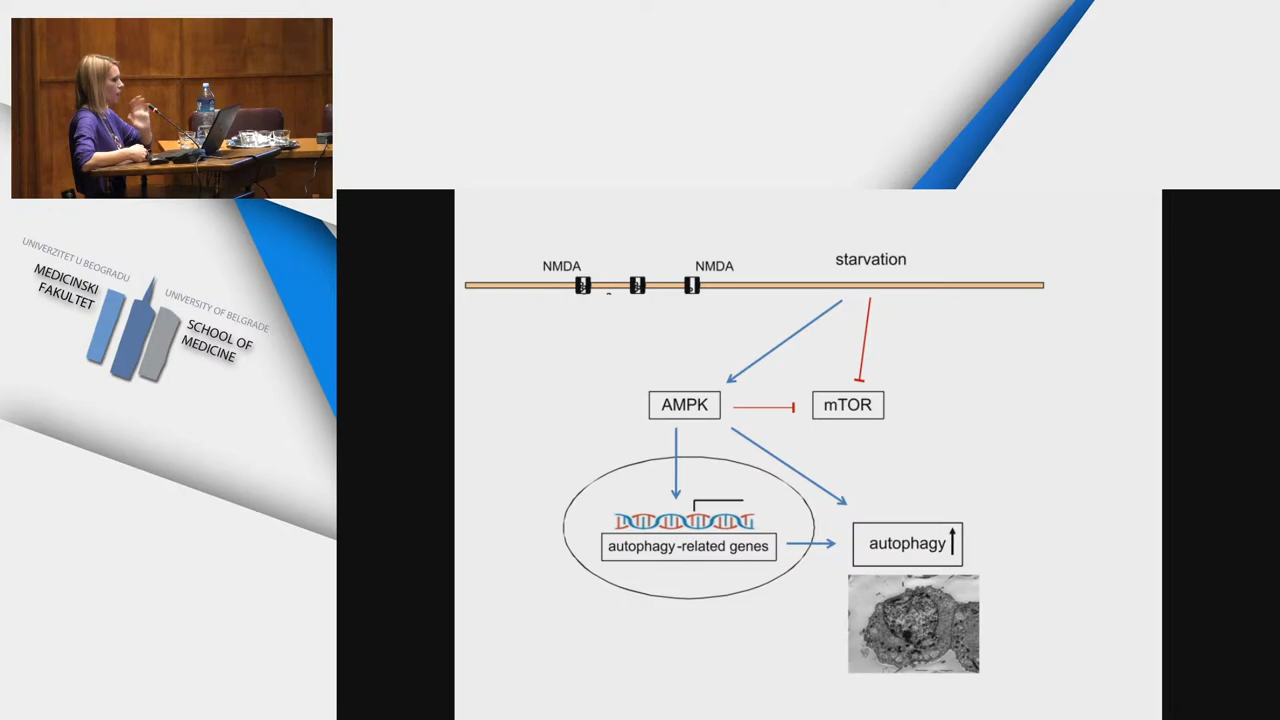 UNIVERZITET U BEOGRADU
MEDICINSKI
FAKULTET
UNIVERSITY OF BELGRADE
SCHOOL OF
MEDICINE
NMDA
NMDA
starvation
AMPK
mTOR
autophagy-related genes
autophagy